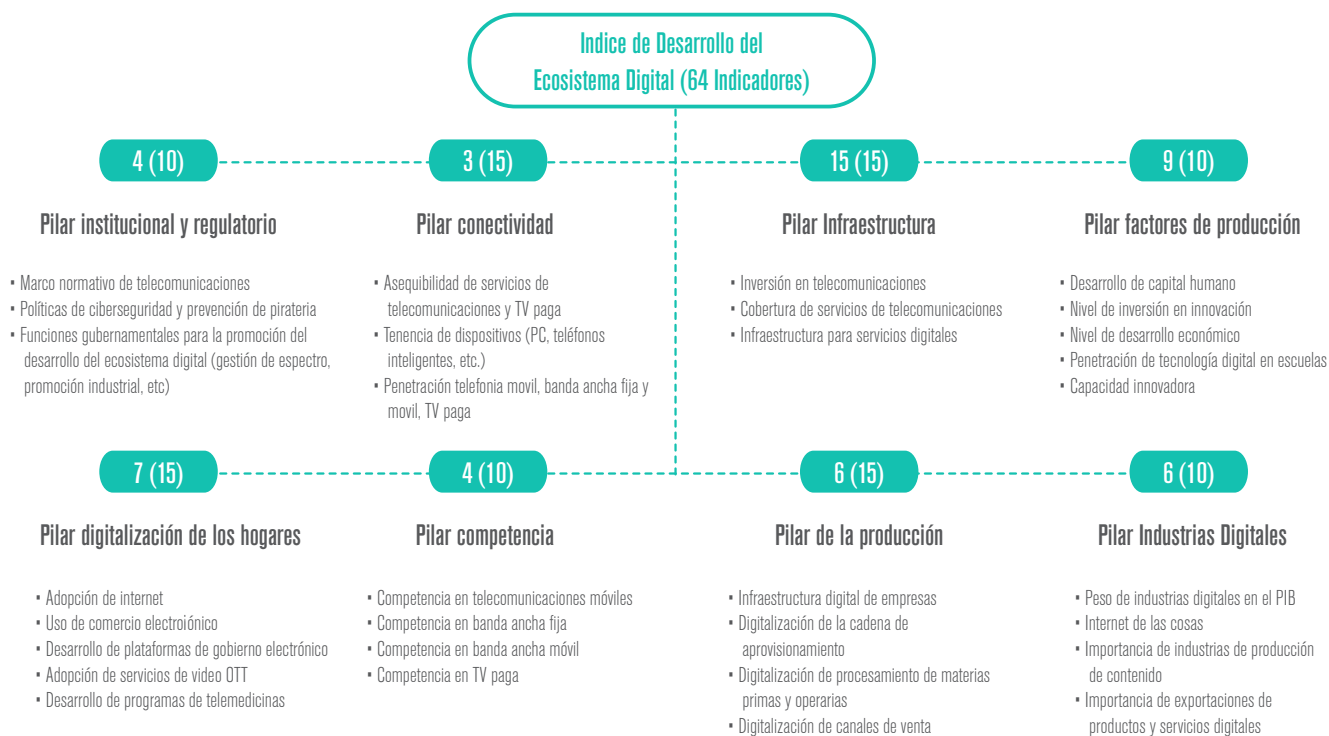 Indice de Desarrollo del
Ecosistema Digital (64 Indicadores)
4 (10)
Pilar institucional y regulatorio
▪ Marco normativo de telecomunicaciones
▪ Políticas de ciberseguridad y prevención de pirateria
▪ Funciones gubernamentales para la promoción del
desarrollo del ecosistema digital (gestión de espectro,
promoción industrial, etc)
3 (15)
Pilar conectividad
▪ Asequibilidad de servicios de
telecomunicaciones y TV paga
▪ Tenencia de dispositivos (PC, teléfonos
inteligentes, etc.)
▪ Penetración telefonia movil, banda ancha fija y
movil, TV paga
15 (15)
Pilar Infraestructura
▪ Inversión en telecomunicaciones
▪ Cobertura de servicios de telecomunicaciones
▪ Infraestructura para servicios digitales
9 (10)
Pilar factores de producción
▪ Desarrollo de capital humano
▪ Nivel de inversión en innovación
▪ Nivel de desarrollo económico
▪ Penetración de tecnología digital en escuelas
▪ Capacidad innovadora
7 (15)
Pilar digitalización de los hogares
▪ Adopción de internet
▪ Uso de comercio electroiónico
▪ Desarrollo de plataformas de gobierno electrónico
▪ Adopción de servicios de video OTT
▪ Desarrollo de programas de telemedicinas
4 (10)
Pilar competencia
▪ Competencia en telecomunicaciones móviles
▪ Competencia en banda ancha fija
▪ Competencia en banda ancha móvil
▪ Competencia en TV paga
6 (15)
Pilar de la producción
▪ Infraestructura digital de empresas
▪ Digitalización de la cadena de
aprovisionamiento
▪ Digitalización de procesamiento de materias
primas y operarias
▪ Digitalización de canales de venta
6 (10)
Pilar Industrias Digitales
▪ Peso de industrias digitales en el PIB
▪ Internet de las cosas
▪ Importancia de industrias de producción
de contenido
▪ Importancia de exportaciones de
productos y servicios digitales